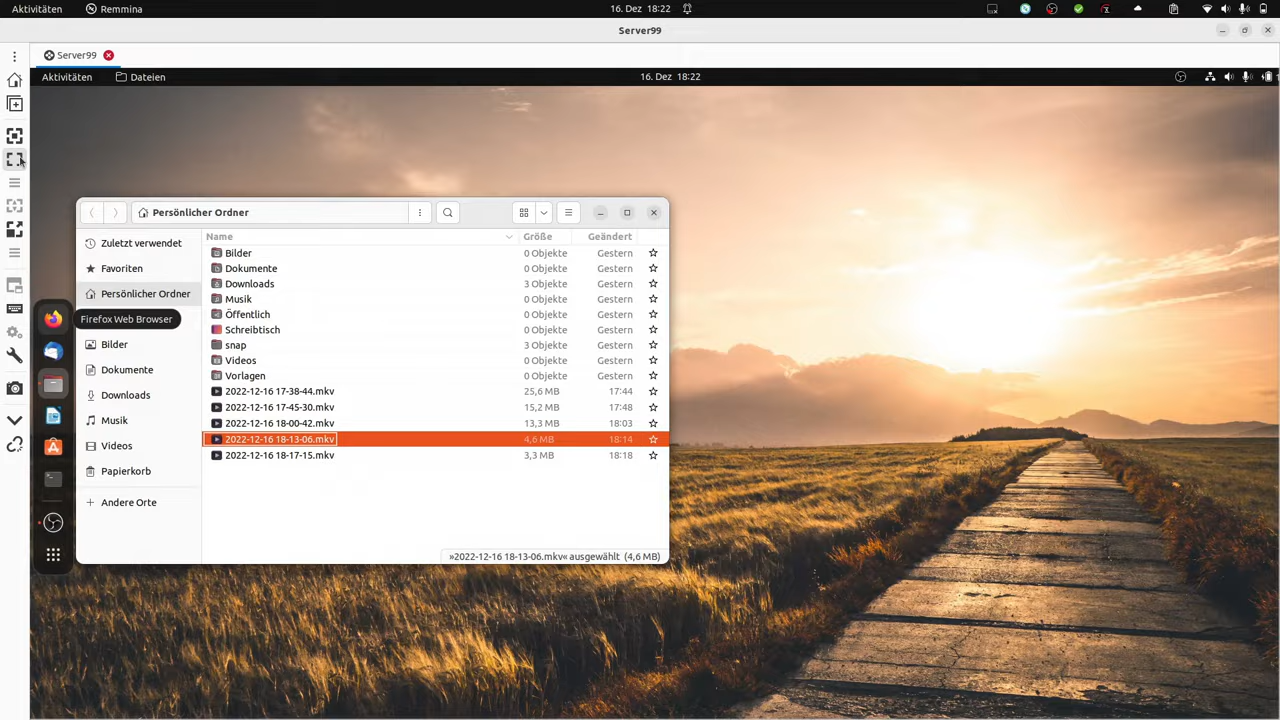 Aktivitäten Remmina 16. Dez 18:22
Server99
Server99
Aktivitäten Dateien 16. Dez 18:22
Persönlicher Ordner
Name Größe Geändert
Zuletzt verwendet
Favoriten
Persönlicher Ordner
Firefox Web Browser
Bilder
Dokumente
Downloads
Musik
Videos
Papierkorb
Andere Orte
Bilder 0 Objekte Gestern
Dokumente 0 Objekte Gestern
Downloads 3 Objekte Gestern
Musik 0 Objekte Gestern
Öffentlich 0 Objekte Gestern
Schreibtisch 0 Objekte Gestern
snap 3 Objekte Gestern
Videos 0 Objekte Gestern
Vorlagen 0 Objekte Gestern
2022-12-16 17-38-44.mkv 25,6 MB 17:44
2022-12-16 17-45-30.mkv 15,2 MB 17:48
2022-12-16 18-00-42.mkv 13,3 MB 18:03
2022-12-16 18-13-06.mkv 4,6 MB 18:14
2022-12-16 18-17-15.mkv 3,3 MB 18:18
»2022-12-16 18-13-06.mkv« ausgewählt (4,6 MB)